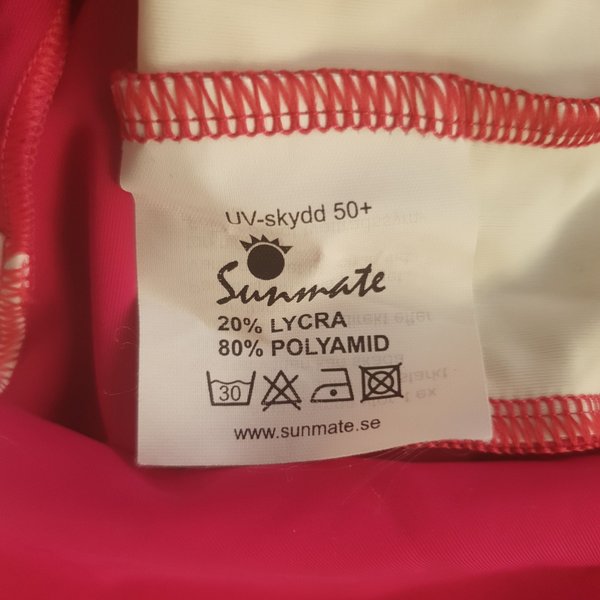 UV-skydd 50+
Sunmate
20% LYCRA
80% POLYAMID
30
www.sunmate.se